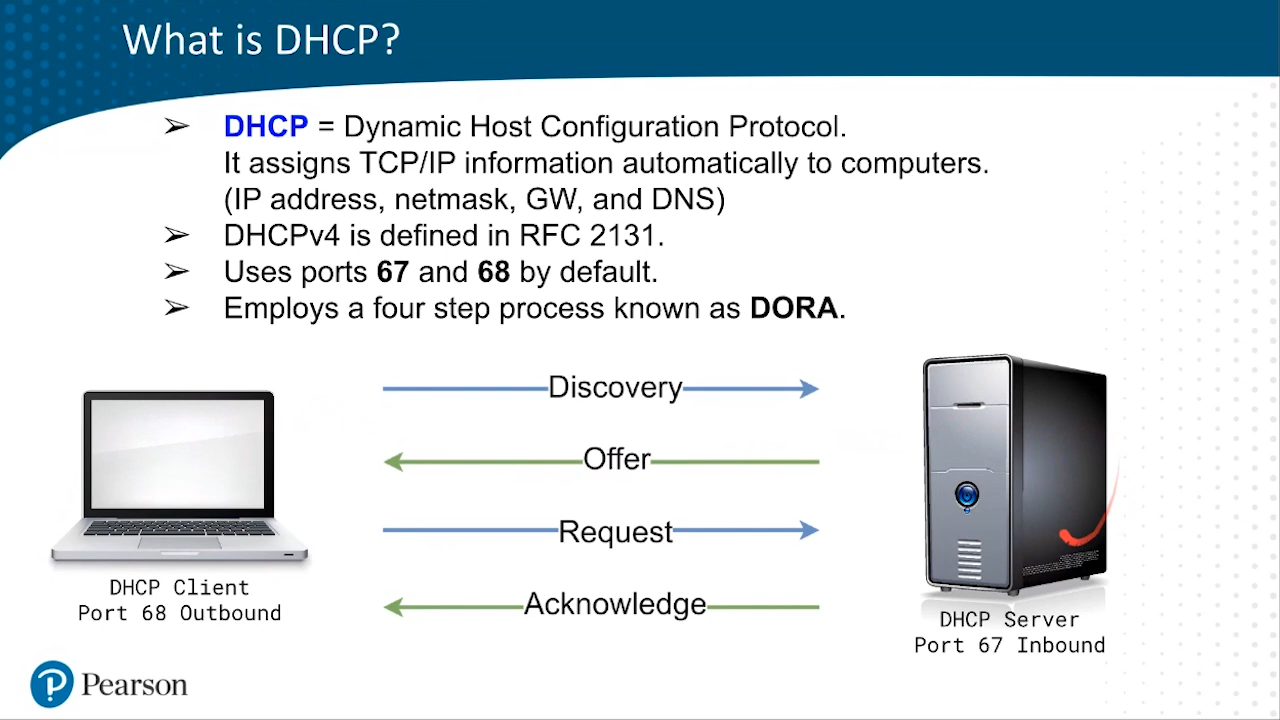 What is DHCP?
➢ DHCP = Dynamic Host Configuration Protocol.
It assigns TCP/IP information automatically to computers.
(IP address, netmask, GW, and DNS)
➢ DHCPv4 is defined in RFC 2131.
➢ Uses ports 67 and 68 by default.
➢ Employs a four step process known as DORA.
Discovery
Offer
Request
Acknowledge
DHCP Client
Port 68 Outbound
DHCP Server
Port 67 Inbound
Pearson